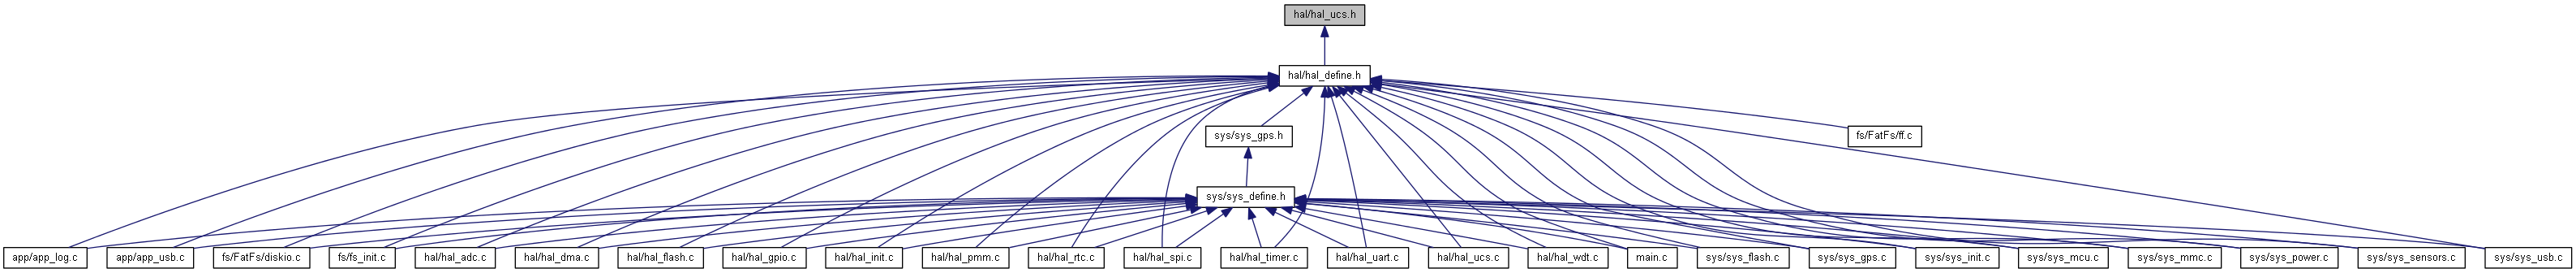 hal/hal_ucs.h
hal/hal_define.h
sys/sys_gps.h
fs/FatFs/ff.c
sys/sys_define.h
app/app_log.c
app/app_usb.c
fs/FatFs/diskio.c
fs/fs_init.c
hal/hal_adc.c
hal/hal_dma.c
hal/hal_flash.c
hal/hal_gpio.c
hal/hal_init.c
hal/hal_pmm.c
hal/hal_rtc.c
hal/hal_spi.c
hal/hal_timer.c
hal/hal_uart.c
hal/hal_ucs.c
hal/hal_wdt.c
main.c
sys/sys_flash.c
sys/sys_gps.c
sys/sys_init.c
sys/sys_mcu.c
sys/sys_mmc.c
sys/sys_power.c
sys/sys_sensors.c
sys/sys_usb.c